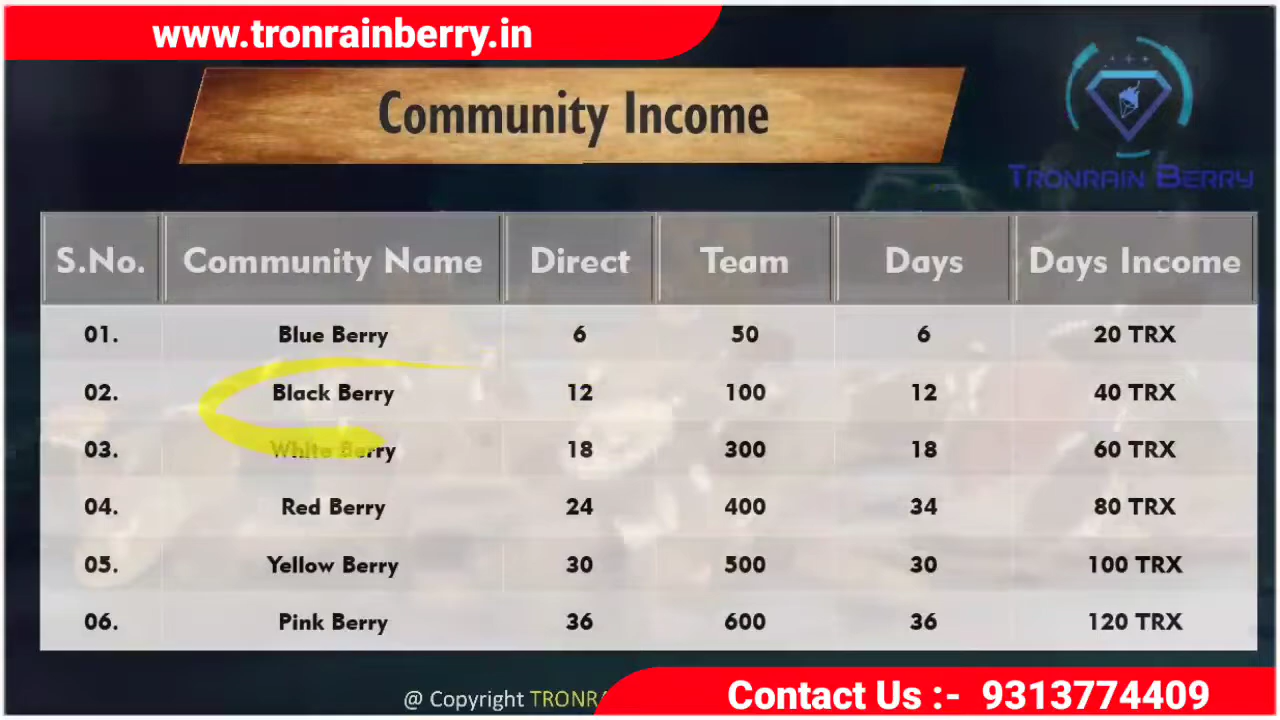 www.tronrainberry.in
Community Income
TRONRAIN BERRY
S.No. Community Name Direct Team Days Days Income
01. Blue Berry 6 50 6 20 TRX
02. Black Berry 12 100 12 40 TRX
03. White Berry 18 300 18 60 TRX
04. Red Berry 24 400 34 80 TRX
05. Yellow Berry 30 500 30 100 TRX
06. Pink Berry 36 600 36 120 TRX
@ Copyright
Contact Us :- 9313774409